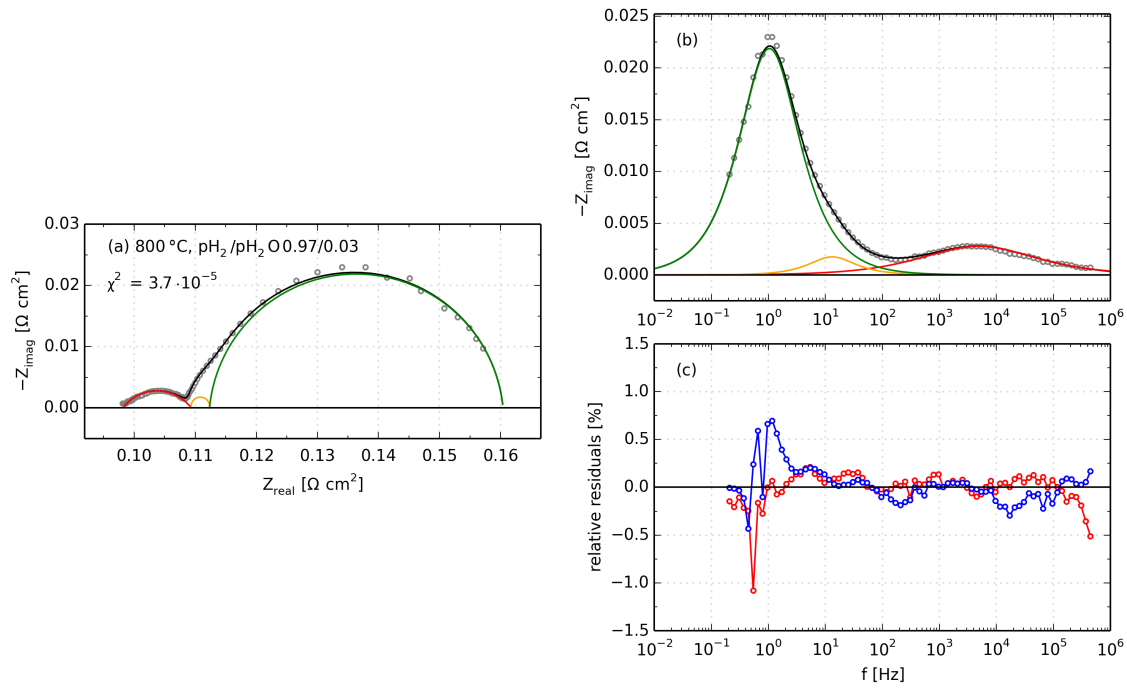 (a) 800 °C, pH₂/pH₂O 0.97/0.03
χ² = 3.7 ·10⁻⁵
0.03
0.02
0.01
0.00
−Z_imag [Ω cm²]
0.10 0.11 0.12 0.13 0.14 0.15 0.16
Z_real [Ω cm²]
(b)
0.025
0.020
0.015
0.010
0.005
0.000
−Z_imag [Ω cm²]
10⁻² 10⁻¹ 10⁰ 10¹ 10² 10³ 10⁴ 10⁵ 10⁶
(c)
1.5
1.0
0.5
0.0
−0.5
−1.0
−1.5
relative residuals [%]
10⁻² 10⁻¹ 10⁰ 10¹ 10² 10³ 10⁴ 10⁵ 10⁶
f [Hz]